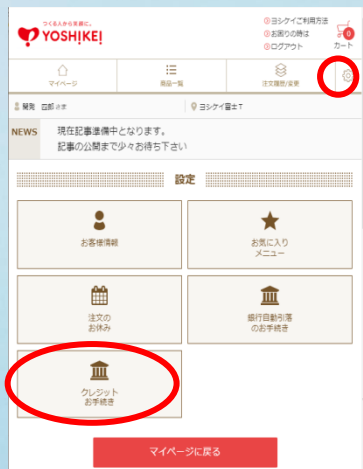 つくる人から笑顔に。
YOSHIKEI
ヨシケイご利用方法
お困りの時は
ログアウト
0
カート
マイページ
商品一覧
注文履歴/変更
開発 四郎 さま
ヨシケイ富士T
NEWS
現在記事準備中となります。
記事の公開まで少々お待ち下さい
設定
お客様情報
お気に入り
メニュー
注文の
お休み
銀行自動引落
のお手続き
クレジット
お手続き
マイページに戻る